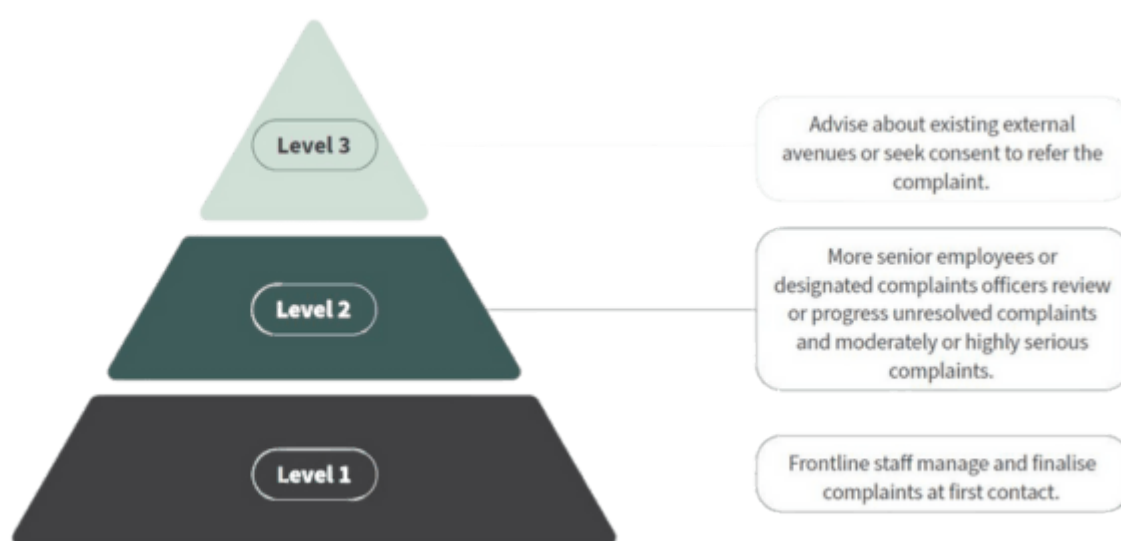 Level 3
Advise about existing external
avenues or seek consent to refer the
complaint.
Level 2
More senior employees or
designated complaints officers review
or progress unresolved complaints
and moderately or highly serious
complaints.
Level 1
Frontline staff manage and finalise
complaints at first contact.